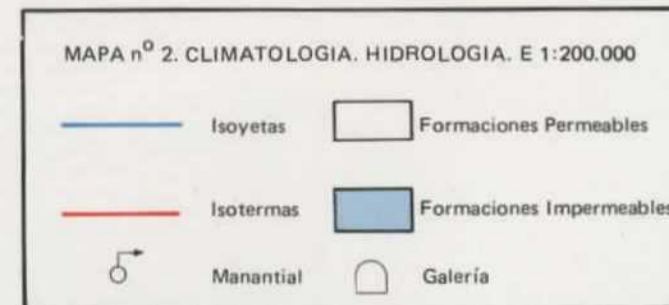 MAPA nº 2. CLIMATOLOGIA. HIDROLOGIA. E 1:200.000
Isoyetas Formaciones Permeables
Isotermas Formaciones Impermeables
Manantial Galería